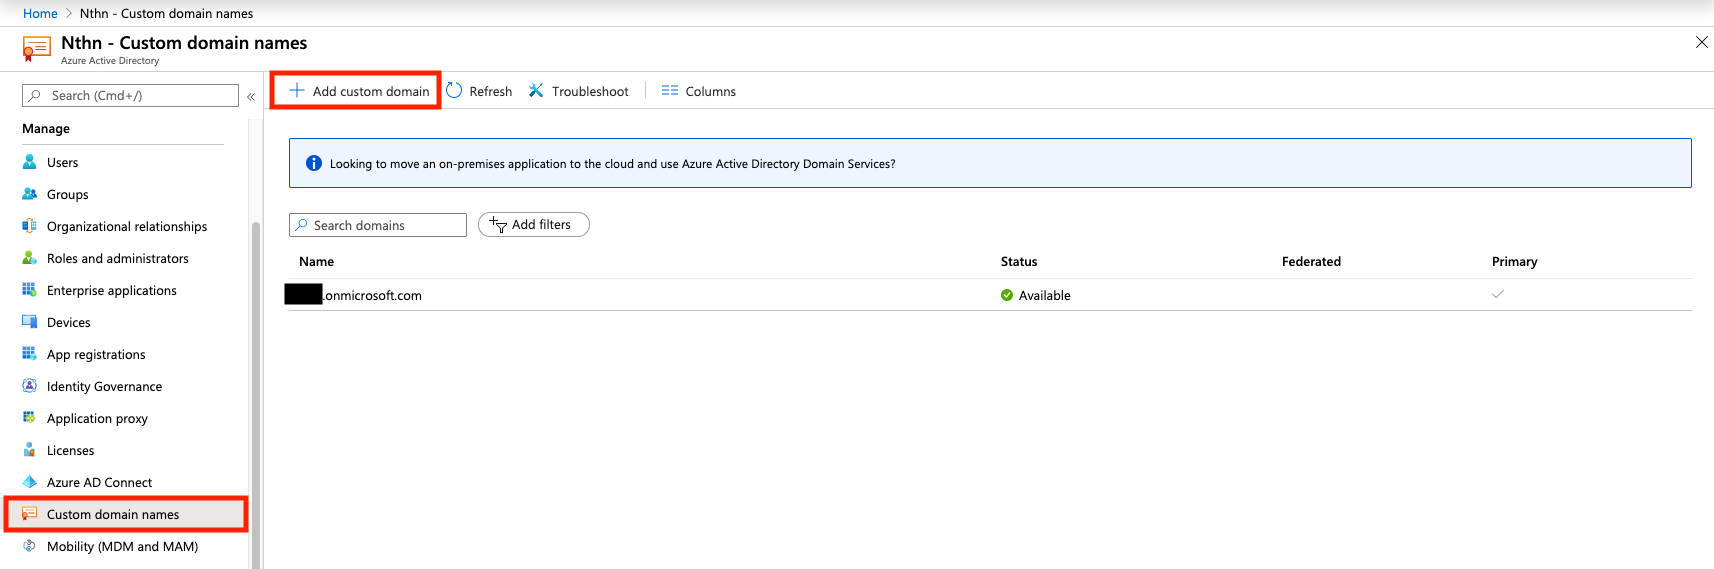 Home > Nthn - Custom domain names
Nthn - Custom domain names
Azure Active Directory
Search (Cmd+/)
«
Manage
Users
Groups
Organizational relationships
Roles and administrators
Enterprise applications
Devices
App registrations
Identity Governance
Application proxy
Licenses
Azure AD Connect
Custom domain names
Mobility (MDM and MAM)
Add custom domain Refresh Troubleshoot Columns
Looking to move an on-premises application to the cloud and use Azure Active Directory Domain Services?
Search domains Add filters
Name Status Federated Primary
.onmicrosoft.com Available